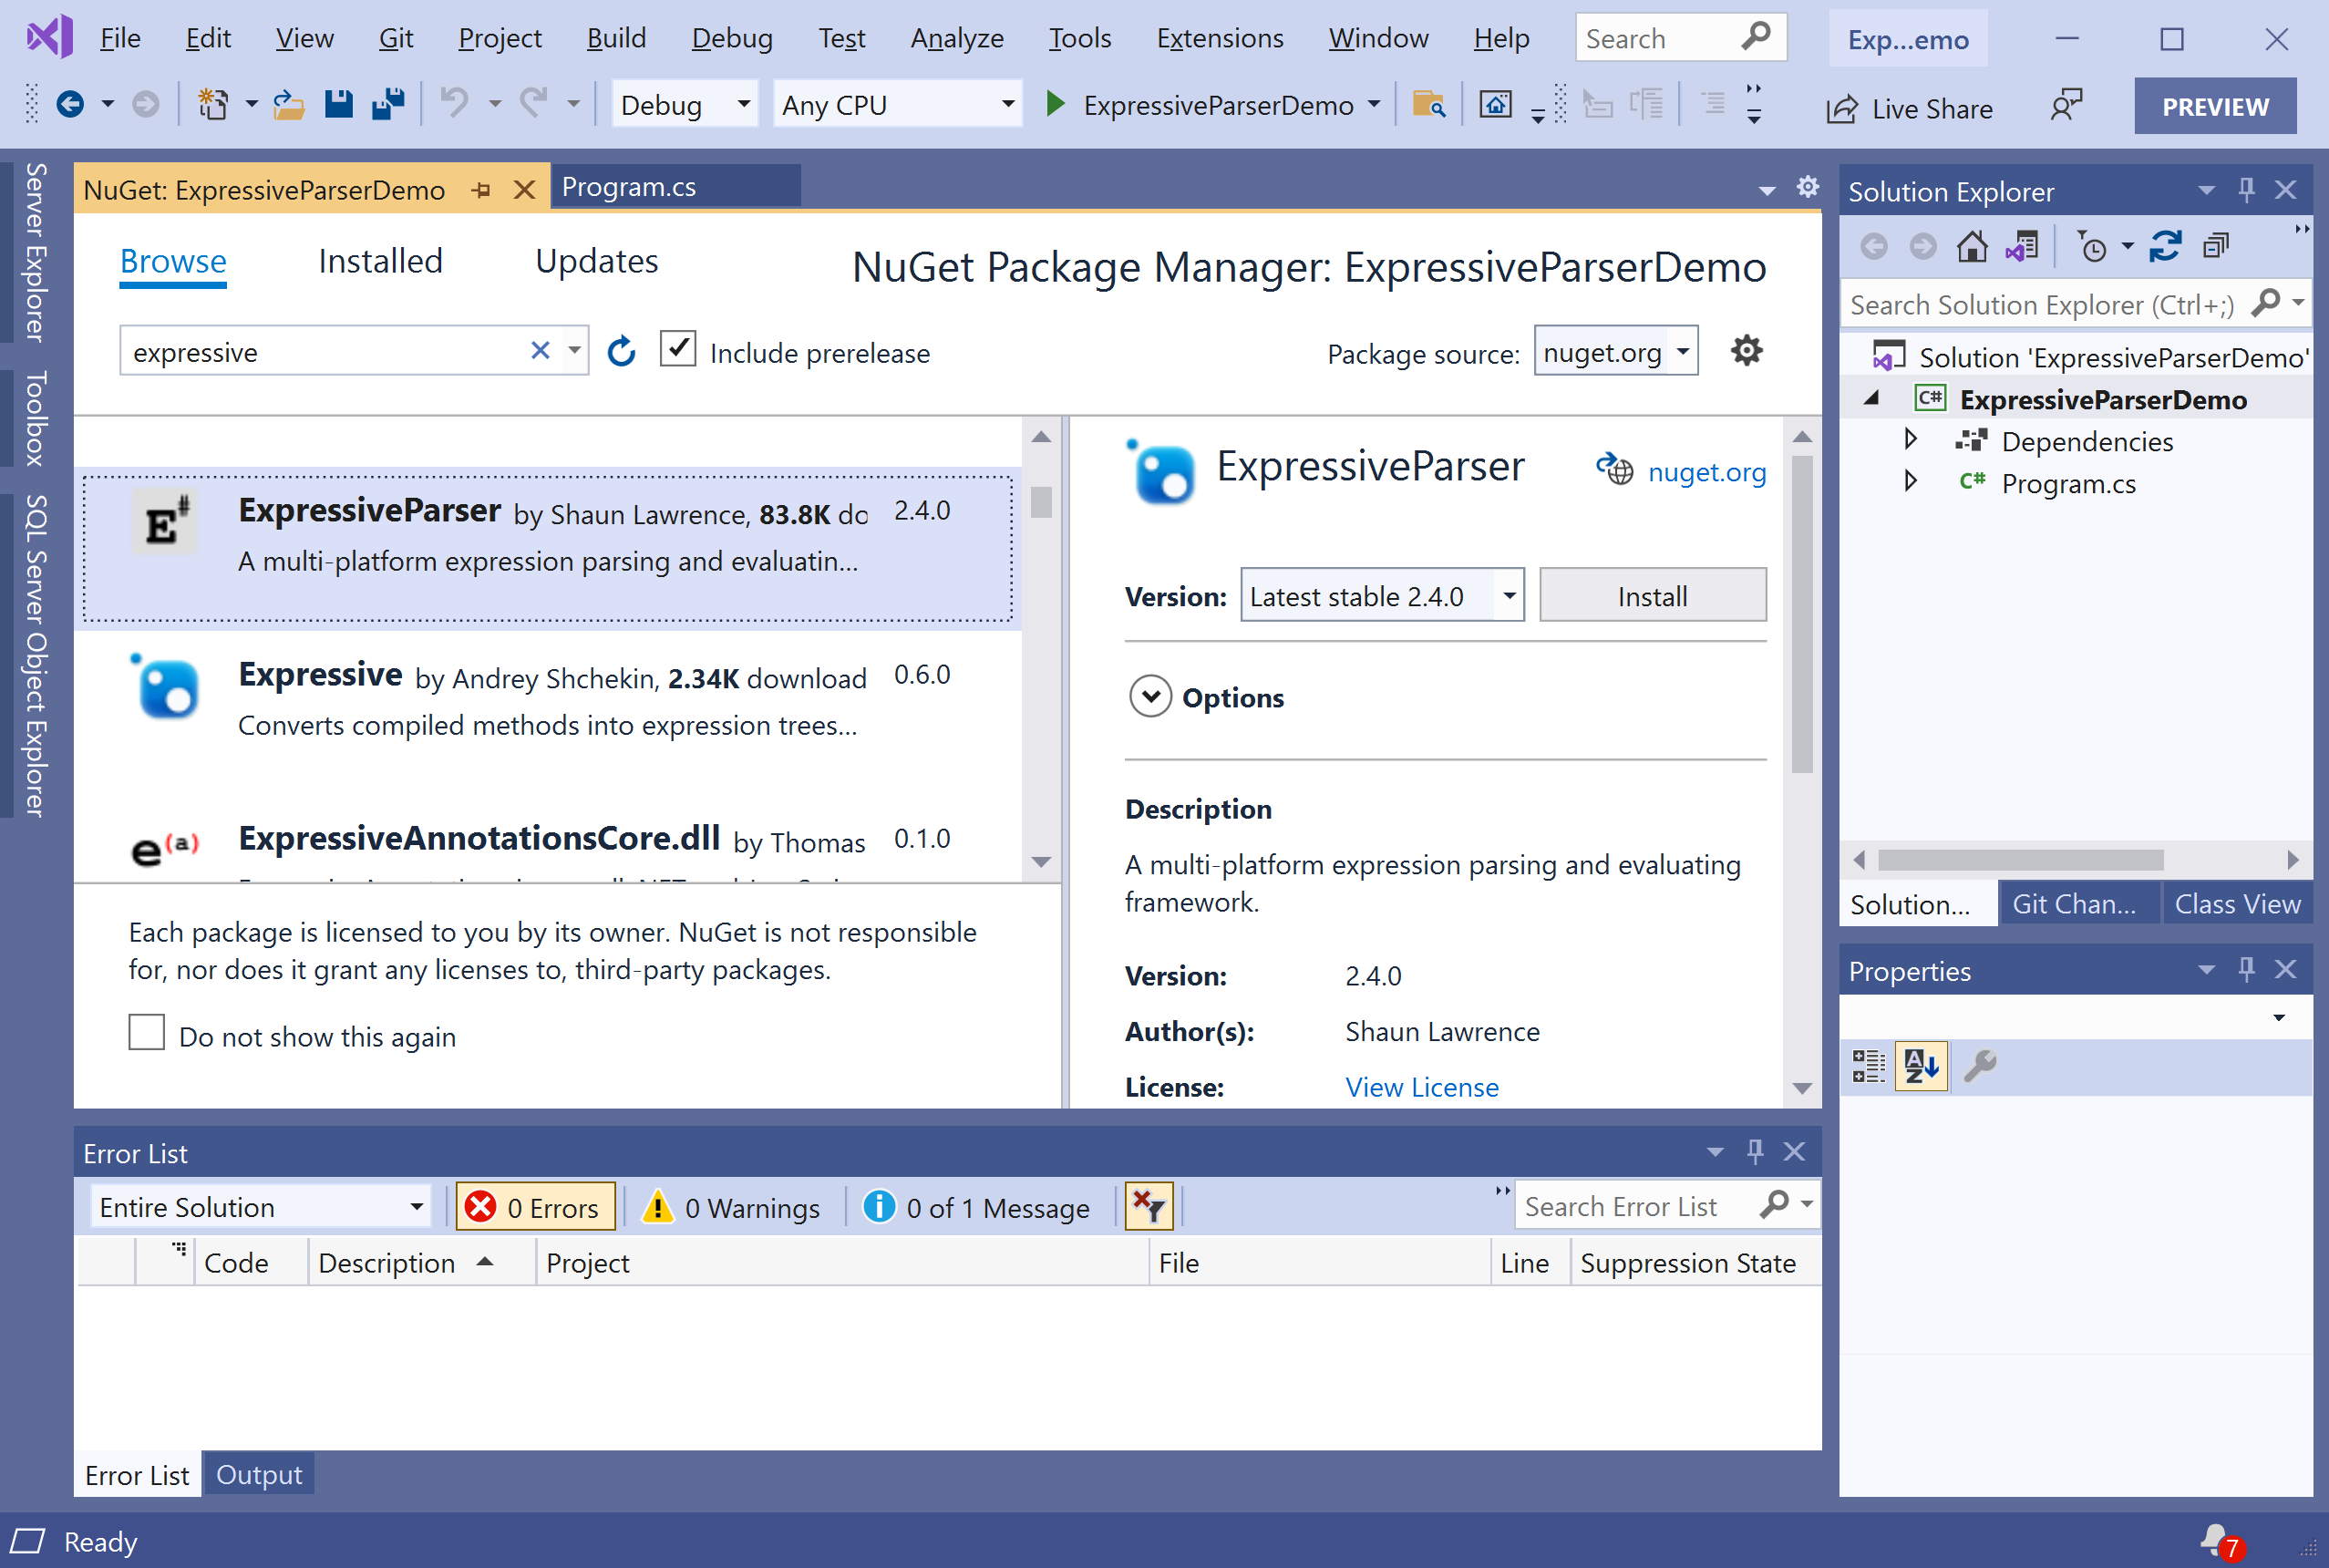 File Edit View Git Project Build Debug Test Analyze Tools Extensions Window Help Search Exp...emo
Debug Any CPU ExpressiveParserDemo Live Share PREVIEW
Server Explorer
Toolbox
SQL Server Object Explorer
NuGet: ExpressiveParserDemo Program.cs
Browse Installed Updates NuGet Package Manager: ExpressiveParserDemo
expressive Include prerelease Package source: nuget.org
E# ExpressiveParser by Shaun Lawrence, 83.8K do 2.4.0
A multi-platform expression parsing and evaluatin...
Expressive by Andrey Shchekin, 2.34K download 0.6.0
Converts compiled methods into expression trees...
e(a) ExpressiveAnnotationsCore.dll by Thomas 0.1.0
Each package is licensed to you by its owner. NuGet is not responsible
for, nor does it grant any licenses to, third-party packages.
Do not show this again
ExpressiveParser nuget.org
Version: Latest stable 2.4.0 Install
Options
Description
A multi-platform expression parsing and evaluating
framework.
Version: 2.4.0
Author(s): Shaun Lawrence
License: View License
Solution Explorer
Search Solution Explorer (Ctrl+;)
Solution 'ExpressiveParserDemo'
C# ExpressiveParserDemo
Dependencies
C# Program.cs
Solution... Git Chan... Class View
Properties
AZ
Error List
Entire Solution 0 Errors 0 Warnings 0 of 1 Message Search Error List
Code Description Project File Line Suppression State
Error List Output
Ready 7